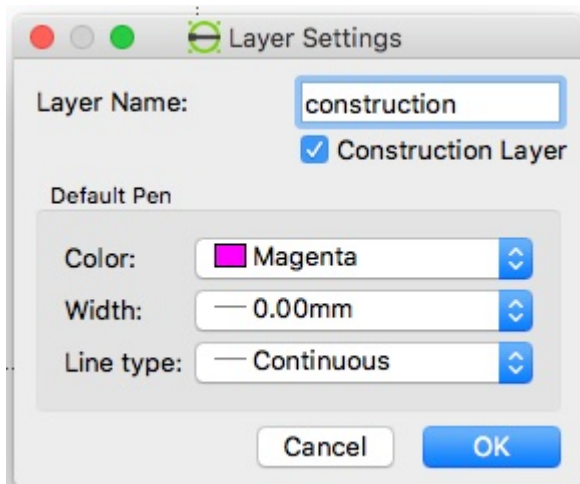 Layer Settings
Layer Name:
construction
Construction Layer
Default Pen
Color:
Magenta
Width:
0.00mm
Line type:
Continuous
Cancel
OK